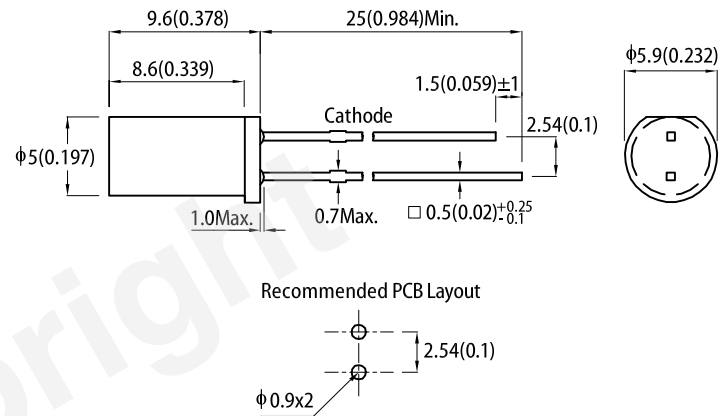 9.6(0.378)
25(0.984)Min.
ϕ5.9(0.232)
8.6(0.339)
1.5(0.059)±1
Cathode
2.54(0.1)
ϕ5(0.197)
1.0Max.
0.7Max.
□ 0.5(0.02)+0.25 -0.1
Recommended PCB Layout
2.54(0.1)
ϕ0.9x2
bright